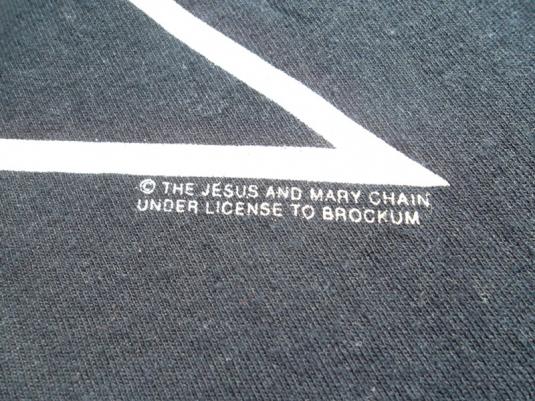 © THE JESUS AND MARY CHAIN
UNDER LICENSE TO BROCKUM